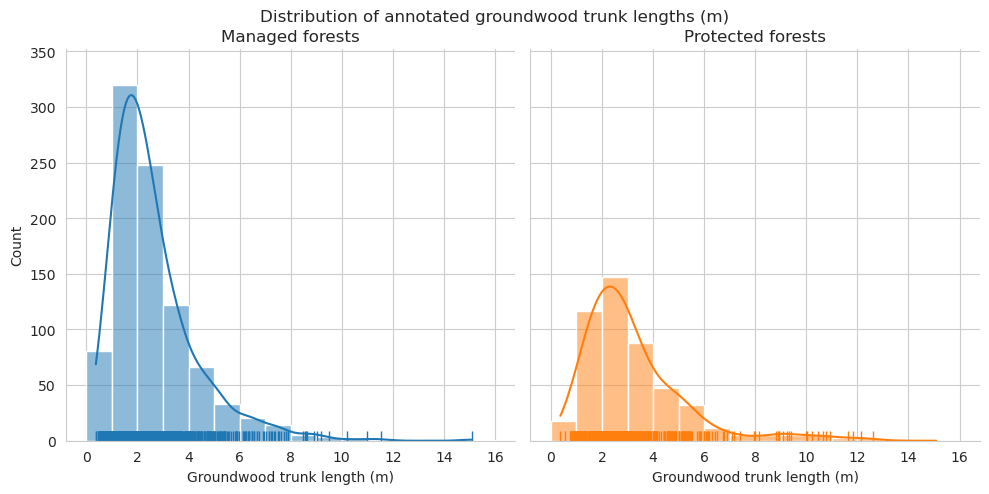 Distribution of annotated groundwood trunk lengths (m)
Managed forests
Protected forests
350
300
250
200
150
100
50
0
Count
0 2 4 6 8 10 12 14 16
0 2 4 6 8 10 12 14 16
Groundwood trunk length (m)
Groundwood trunk length (m)